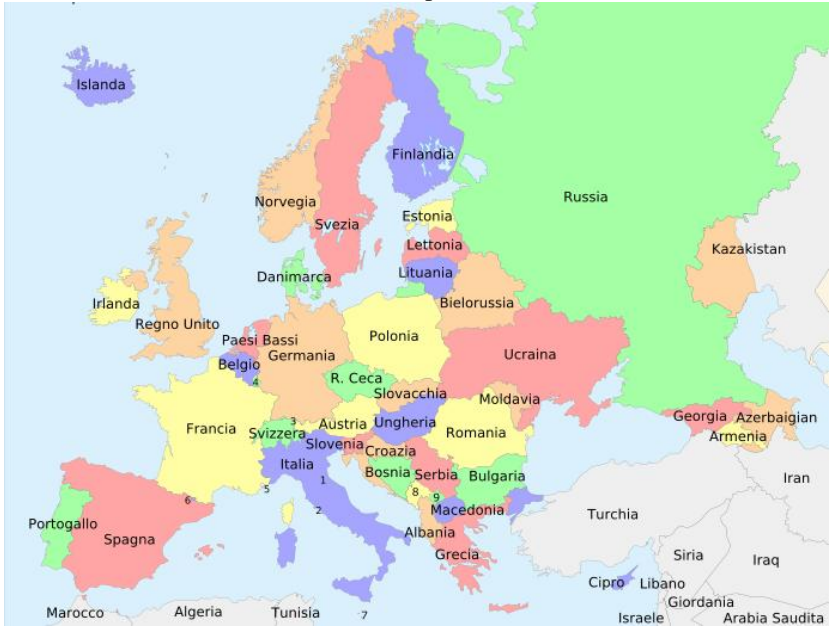 Islanda
Finlandia
Russia
Norvegia
Svezia
Estonia
Lettonia
Kazakistan
Danimarca
Lituania
Irlanda
Bielorussia
Regno Unito
Paesi Bassi
Polonia
Germania
Belgio
Ucraina
4
R. Ceca
Slovacchia
Moldavia
Francia
3
Austria
Ungheria
Georgia
Azerbaigian
Svizzera
Romania
Armenia
Slovenia
Croazia
Italia
Bosnia
Serbia
Bulgaria
Iran
1
5
8
9
6
2
Macedonia
Turchia
Portogallo
Spagna
Albania
Grecia
Siria
Iraq
Cipro
Libano
Giordania
Marocco
Algeria
Tunisia
7
Israele
Arabia Saudita